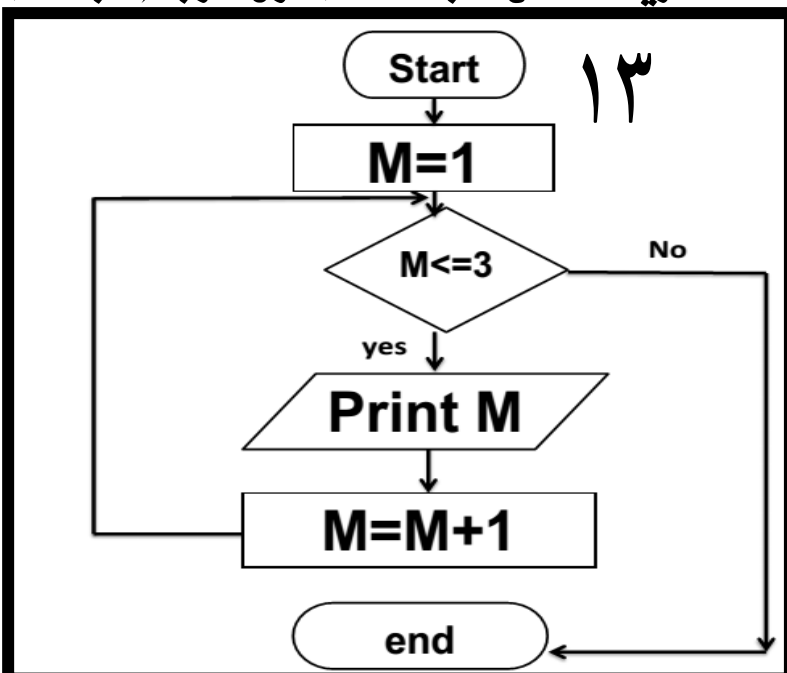 Start
١٣
M=1
M<=3
No
yes
Print M
M=M+1
end